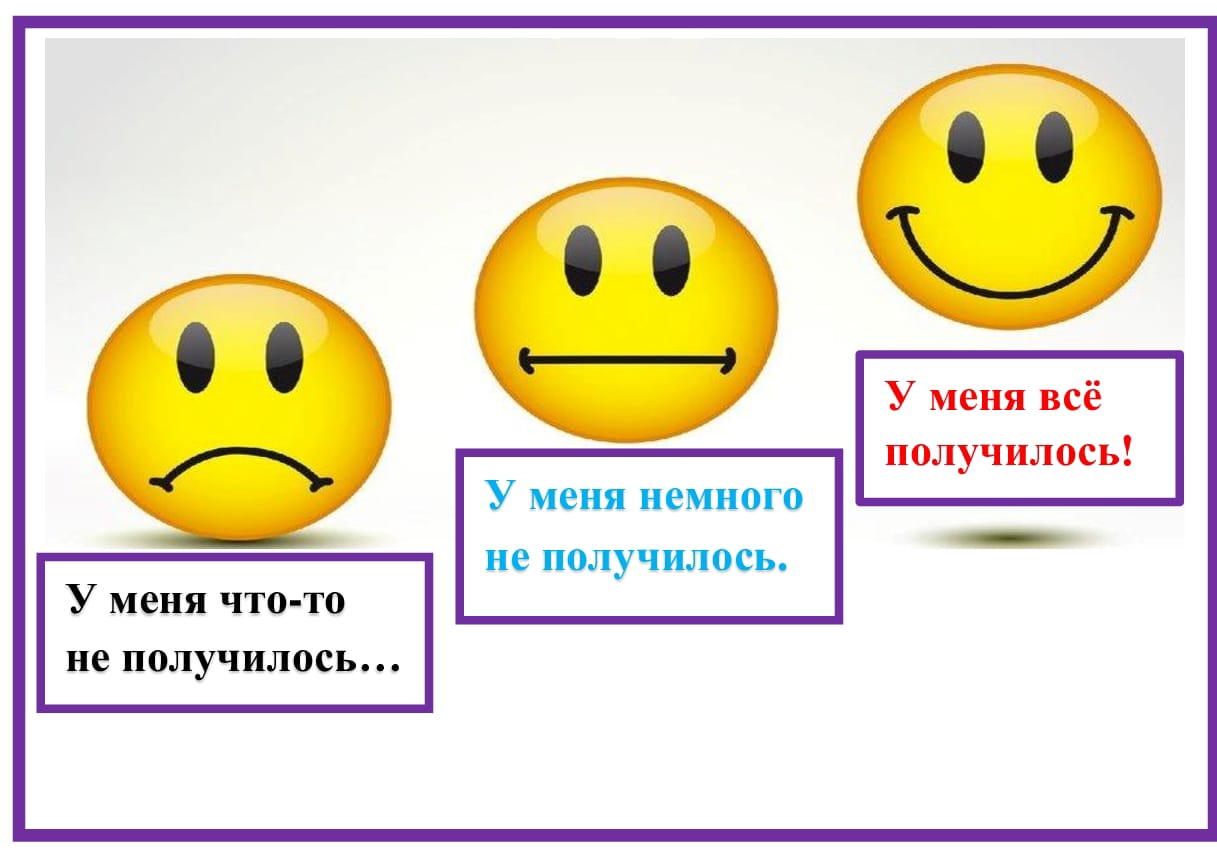 У меня что-то
не получилось…
У меня немного
не получилось.
У меня всё
получилось!